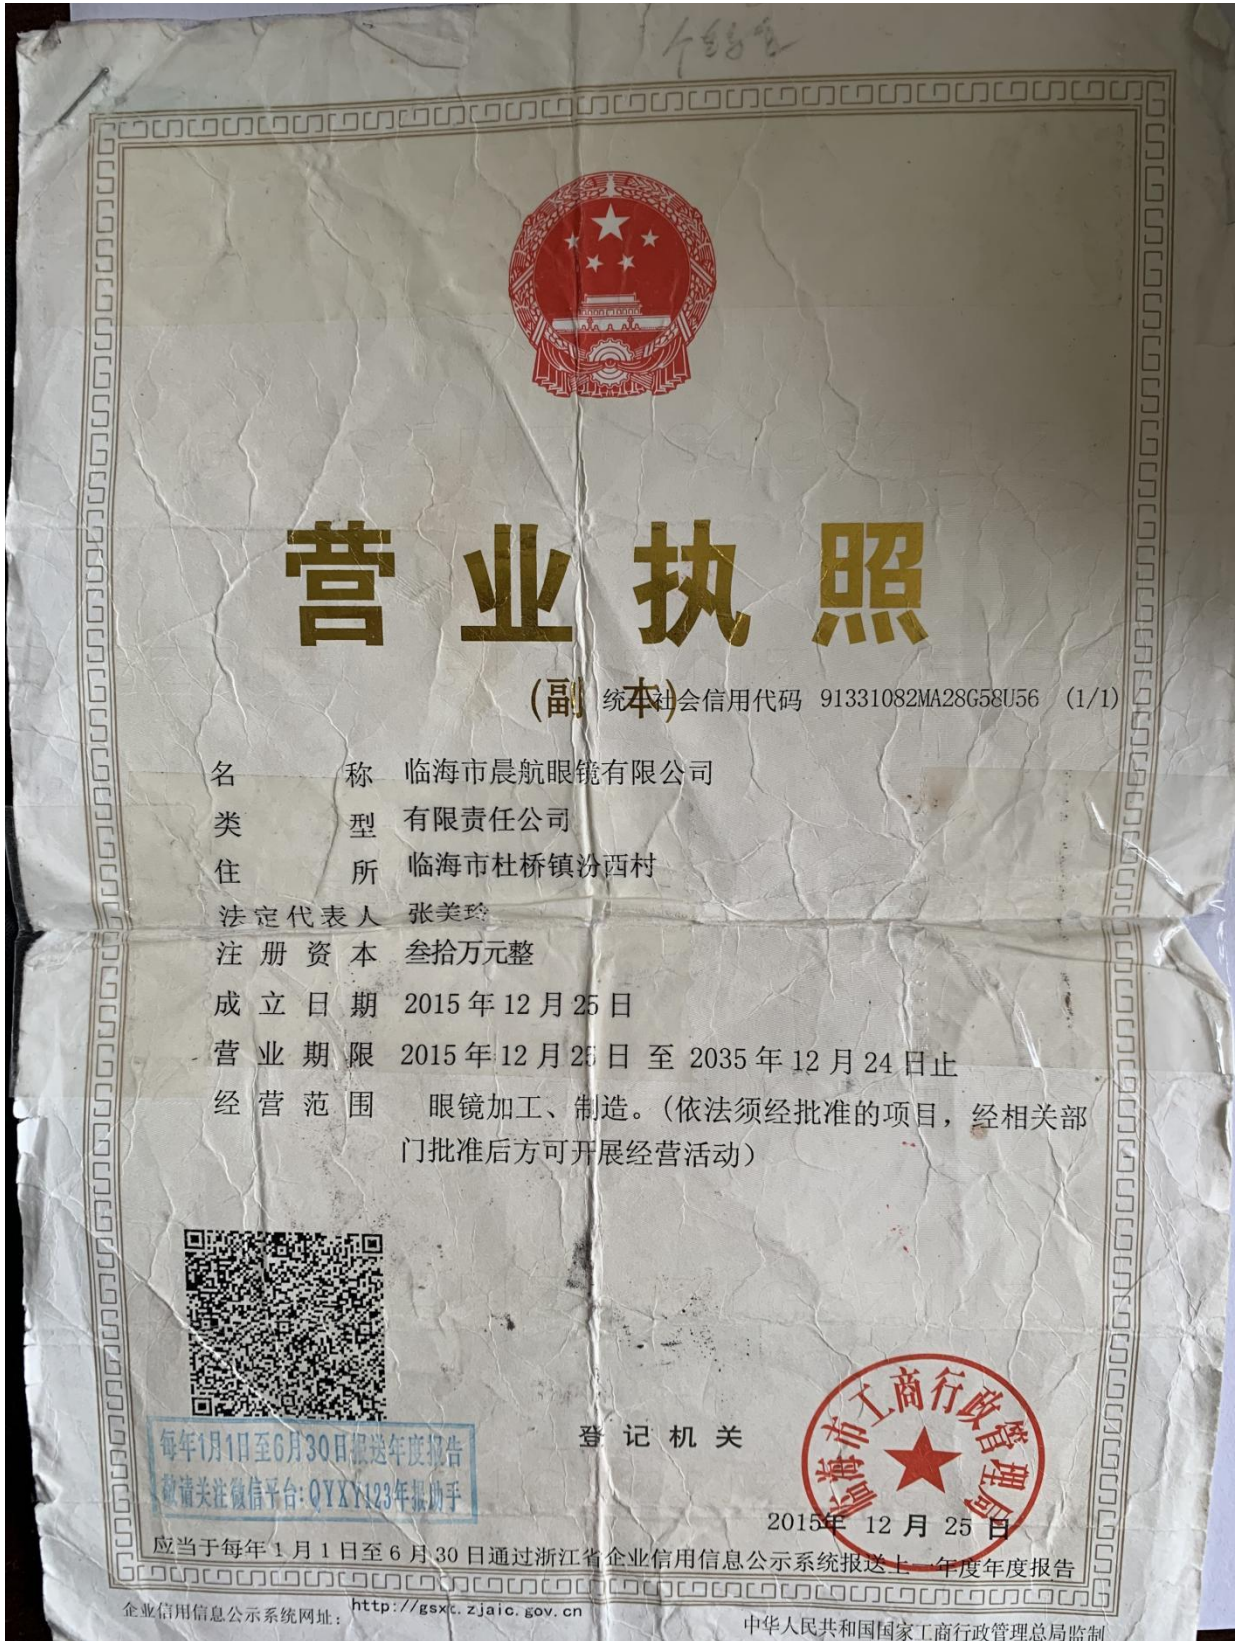 营业执照
(副 本)
统一社会信用代码 91331082MA28G58U56 (1/1)
名 称 临海市晨航眼镜有限公司
类 型 有限责任公司
住 所 临海市杜桥镇汾西村
法定代表人 张美玲
注册资本 叁拾万元整
成立日期 2015年12月25日
营业期限 2015年12月25日 至 2035年12月24日止
经营范围 眼镜加工、制造。(依法须经批准的项目，经相关部
门批准后方可开展经营活动)
每年1月1日至6月30日报送年度报告
敬请关注微信平台: QYXY123年报助手
登记机关
临海市工商行政管理局
2015年 12月 25日
应当于每年1月1日至6月30日通过浙江省企业信用信息公示系统报送上一年度年度报告
企业信用信息公示系统网址: http://gsxt.zjaic.gov.cn
中华人民共和国国家工商行政管理总局监制